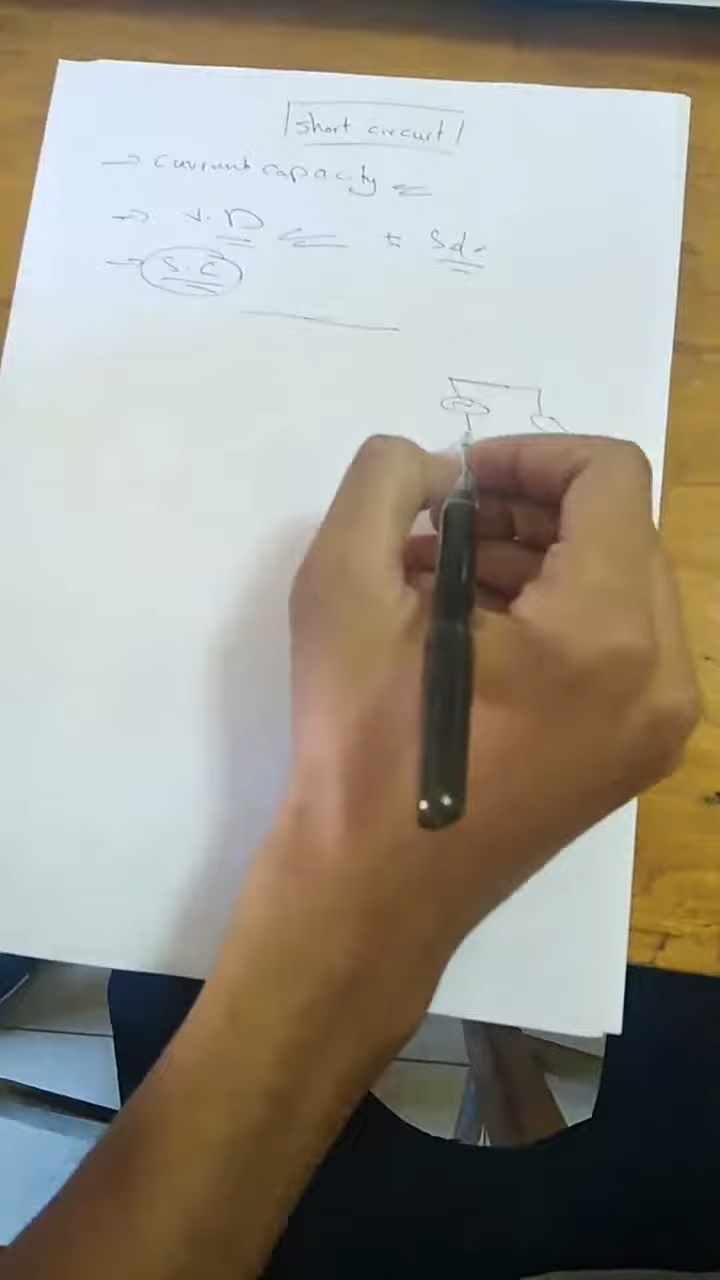 short circuit
→ current capacity
→ V.D
→ S.C